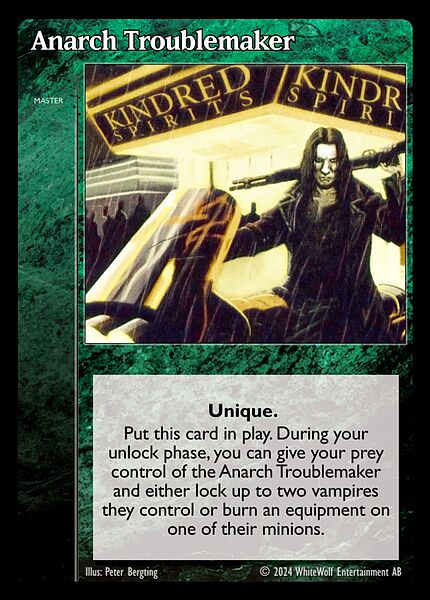 Anarch Troublemaker
MASTER
KINDRED
SPIRITS
KINDR
SPIRI
Unique.
Put this card in play. During your
unlock phase, you can give your prey
control of the Anarch Troublemaker
and either lock up to two vampires
they control or burn an equipment on
one of their minions.
Illus: Peter Bergting
© 2024 WhiteWolf Entertainment AB